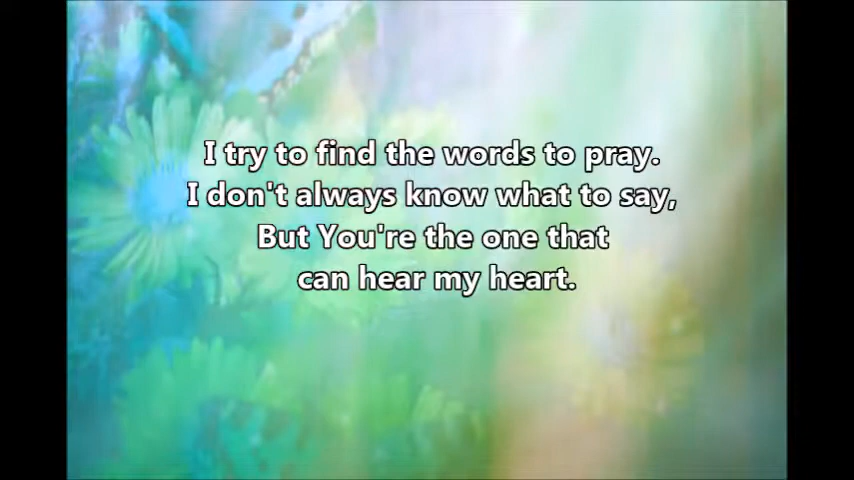 I try to find the words to pray.
I don't always know what to say,
But You're the one that
can hear my heart.